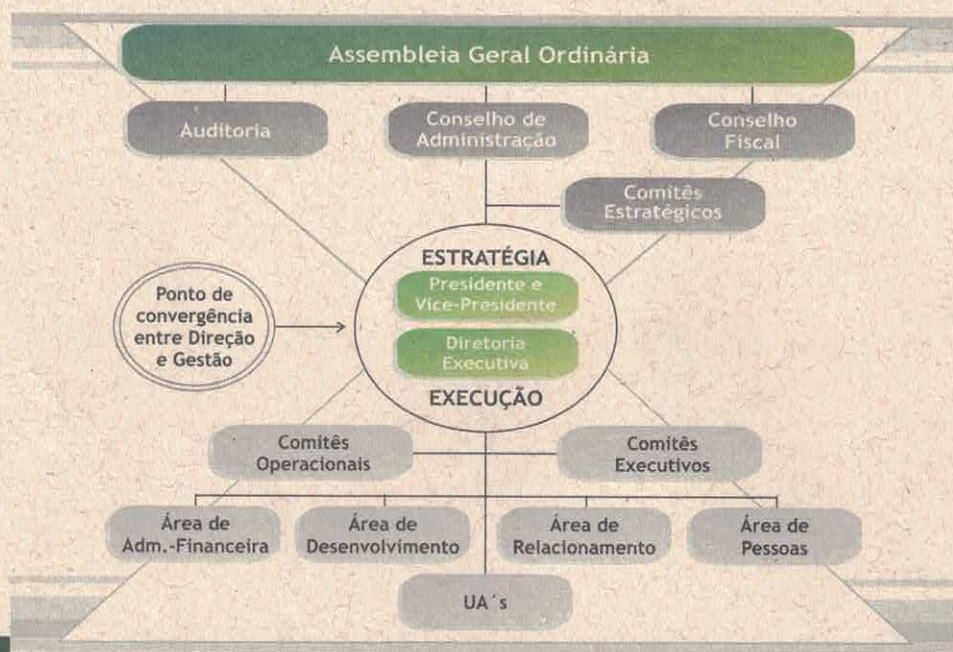 Assembleia Geral Ordinária
Auditoria
Conselho de
Administração
Conselho
Fiscal
Comitês
Estratégicos
ESTRATÉGIA
Presidente e
Vice-Presidente
Diretoria
Executiva
EXECUÇÃO
Ponto de
convergência
entre Direção
e Gestão
Comitês
Operacionais
Comitês
Executivos
Área de
Adm.-Financeira
Área de
Desenvolvimento
Área de
Relacionamento
Área de
Pessoas
UA´s